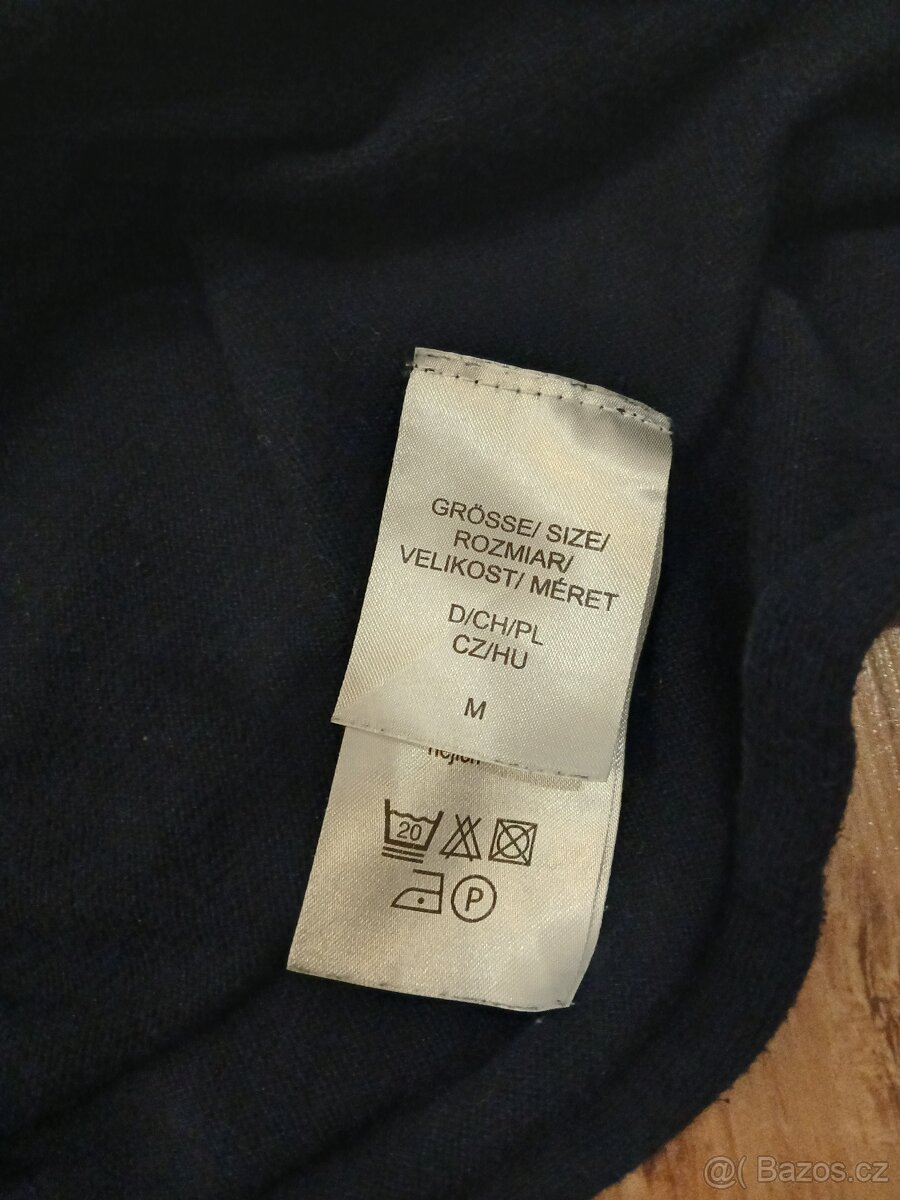 GRÖSSE/ SIZE/
ROZMIAR/
VELIKOST/ MÉRET
D/CH/PL
CZ/HU
M
20
P
@( Bazos.cz